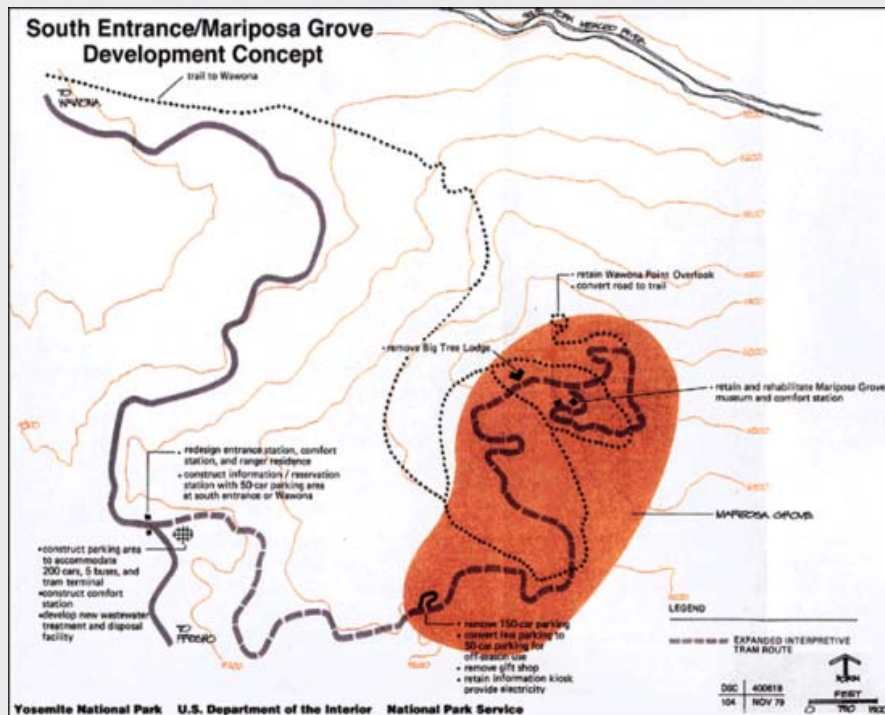 South Entrance/Mariposa Grove
Development Concept
trail to Wawona
TO
WAWONA
FORK MERCED RIVER
• retain Wawona Point Overlook
• convert road to trail
• remove Big Tree Lodge
• retain and rehabilitate Mariposa Grove
museum and comfort station
• redesign entrance station, comfort
station, and ranger residence
• construct information / reservation
station with 50-car parking area
at south entrance or Wawona
MARIPOSA GROVE
• construct parking area
to accommodate
200 cars, 5 buses, and
tram terminal
• construct comfort
station
• develop new wastewater
treatment and disposal
facility
TO
FRESNO
• remove 150-car parking
• convert bus parking to
50-car parking for
off-season use
• remove gift shop
• retain information kiosk
provide electricity
LEGEND
EXPANDED INTERPRETIVE
TRAM ROUTE
NORTH
FEET
0
DSC 400618
104 NOV 79
Yosemite National Park U.S. Department of the Interior National Park Service